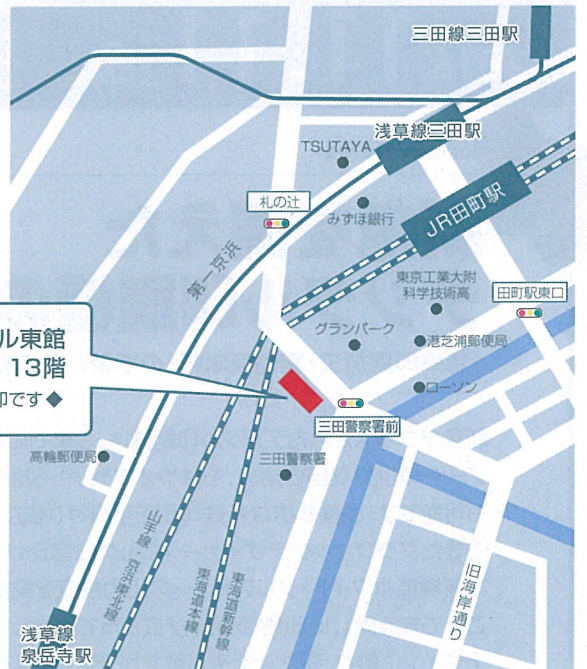 三田線三田駅
浅草線三田駅
TSUTAYA
札の辻
みずほ銀行
JR田町駅
第一京浜
東京工業大附
科学技術高
田町駅東口
グランパーク
港芝浦郵便局
ル東館
13階
印です◆
ローソン
三田警察署前
高輪郵便局
三田警察署
山手線・京浜東北線
東海道本線
東海道新幹線
旧海岸通り
浅草線
泉岳寺駅